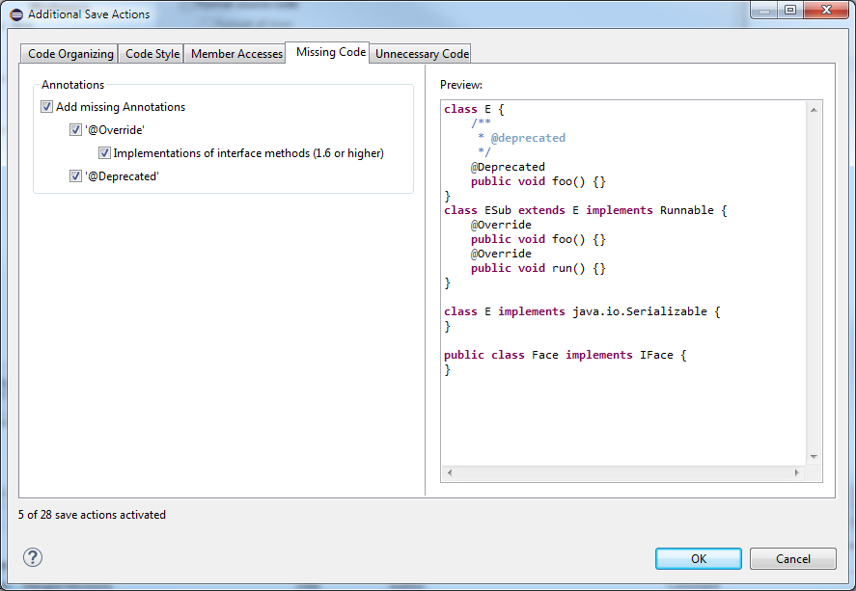 Additional Save Actions
Code Organizing
Code Style
Member Accesses
Missing Code
Unnecessary Code
Annotations
Add missing Annotations
'@Override'
Implementations of interface methods (1.6 or higher)
'@Deprecated'
Preview:
class E {
    /**
     * @deprecated
     */
    @Deprecated
    public void foo() {}
}
class ESub extends E implements Runnable {
    @Override
    public void foo() {}
    @Override
    public void run() {}
}
class E implements java.io.Serializable {
}
public class Face implements IFace {
}
5 of 28 save actions activated
?
OK
Cancel